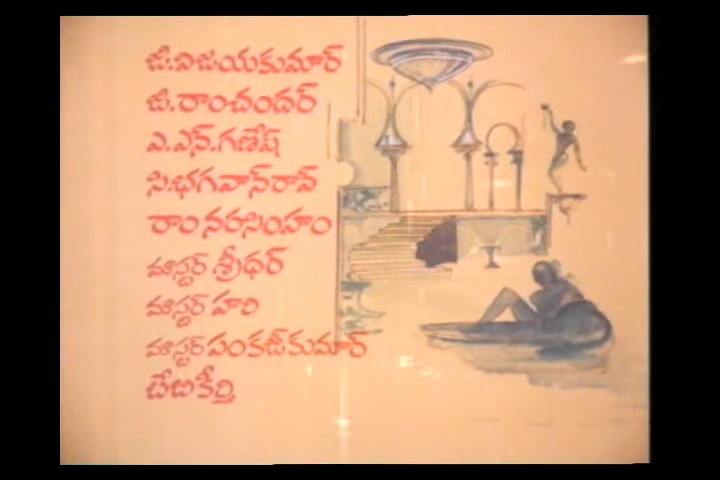 జి.విజయకుమార్
జి.రాంచందర్
ఎ.ఎన్.గణేష్
సి.భగవాన్‌రావ్
రాం నరసింహం
మాస్టర్ శ్రీధర్
మాస్టర్ హరి
మాస్టర్ పంకజ్‌కుమార్
బేబికీర్తి